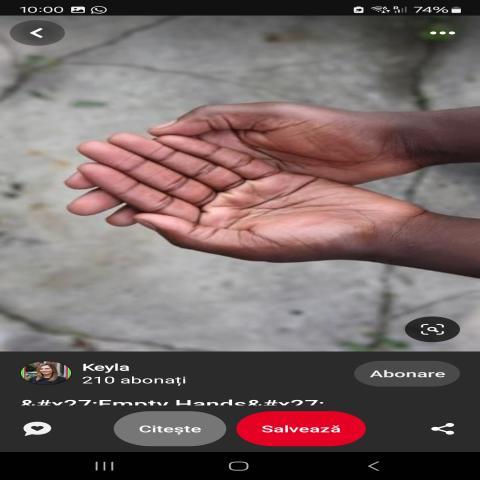 10:00
74%
Keyla
210 abonați
Abonare
&#x27;Empty Hands&#x27;
Citește
Salvează